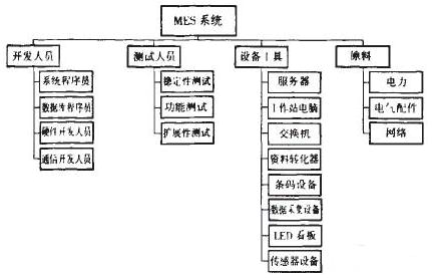 MES 系统
开发人员
测试人员
设备工具
原料
系统程序员
数据库程序员
硬件开发人员
通信开发人员
稳定性测试
功能测试
扩展性测试
服务器
工作站电脑
交换机
资料转化器
条码设备
数据采集设备
LED 看板
传感器设备
电力
电气配件
网络